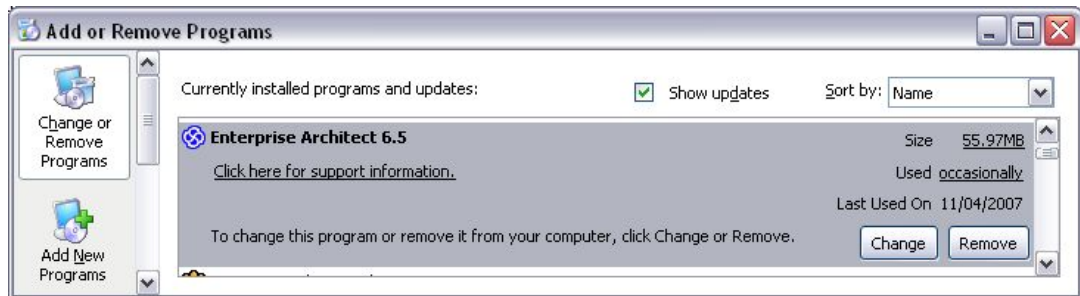 Add or Remove Programs
Change or
Remove
Programs
Add New
Programs
Currently installed programs and updates:
Show updates
Sort by: Name
Enterprise Architect 6.5
Size 55.97MB
Click here for support information.
Used occasionally
Last Used On 11/04/2007
To change this program or remove it from your computer, click Change or Remove.
Change Remove